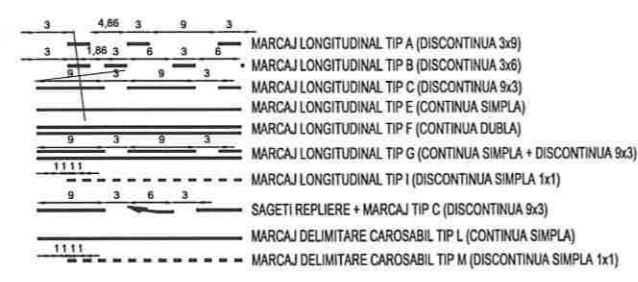 3 4,86 3 9 3
MARCAJ LONGITUDINAL TIP A (DISCONTINUA 3x9)
3 1,86 3 6 3 6
MARCAJ LONGITUDINAL TIP B (DISCONTINUA 3x6)
9 3 9 3
MARCAJ LONGITUDINAL TIP C (DISCONTINUA 9x3)
MARCAJ LONGITUDINAL TIP E (CONTINUA SIMPLA)
MARCAJ LONGITUDINAL TIP F (CONTINUA DUBLA)
9 3 9 3
MARCAJ LONGITUDINAL TIP G (CONTINUA SIMPLA + DISCONTINUA 9x3)
1 1 1 1
MARCAJ LONGITUDINAL TIP I (DISCONTINUA SIMPLA 1x1)
9 3 6 3
SAGETI REPLIERE + MARCAJ TIP C (DISCONTINUA 9x3)
MARCAJ DELIMITARE CAROSABIL TIP L (CONTINUA SIMPLA)
1 1 1 1
MARCAJ DELIMITARE CAROSABIL TIP M (DISCONTINUA SIMPLA 1x1)